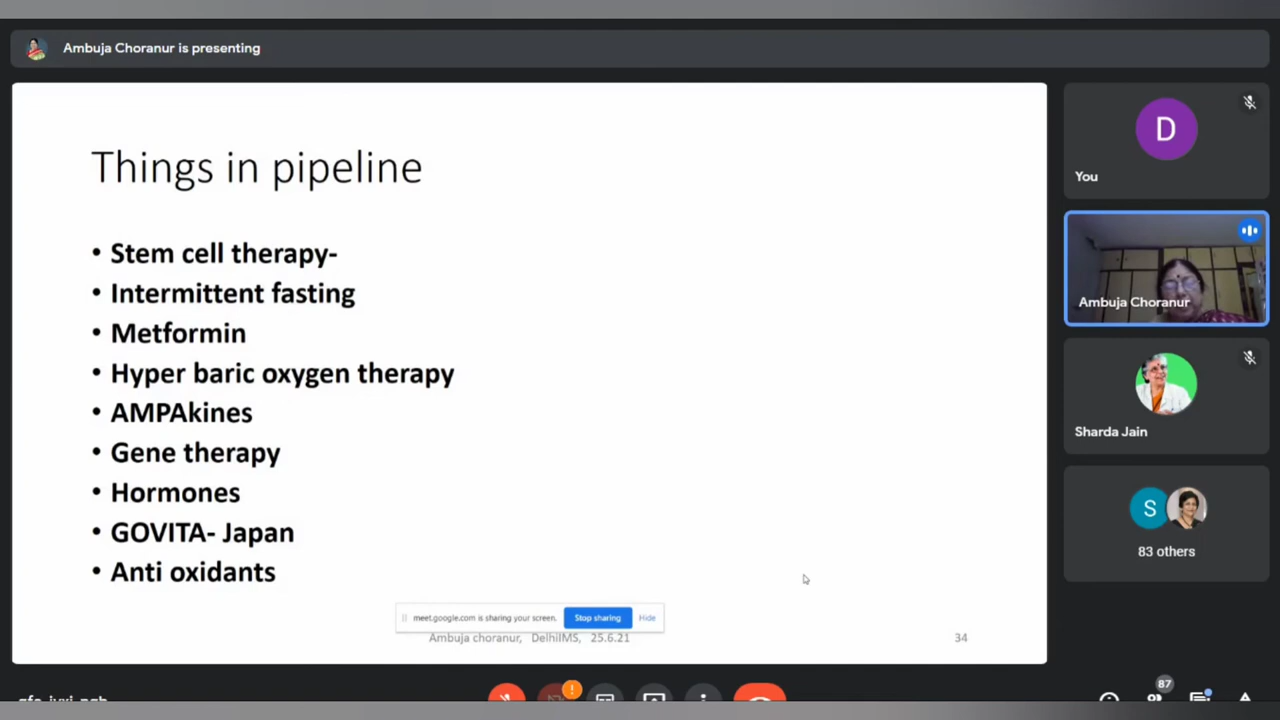 Ambuja Choranur is presenting
Things in pipeline
• Stem cell therapy-
• Intermittent fasting
• Metformin
• Hyper baric oxygen therapy
• AMPAkines
• Gene therapy
• Hormones
• GOVITA- Japan
• Anti oxidants
meet.google.com is sharing your screen. Stop sharing Hide
Ambuja choranur, DelhiIMS, 25.6.21
34
D
You
Ambuja Choranur
Sharda Jain
S
83 others
87